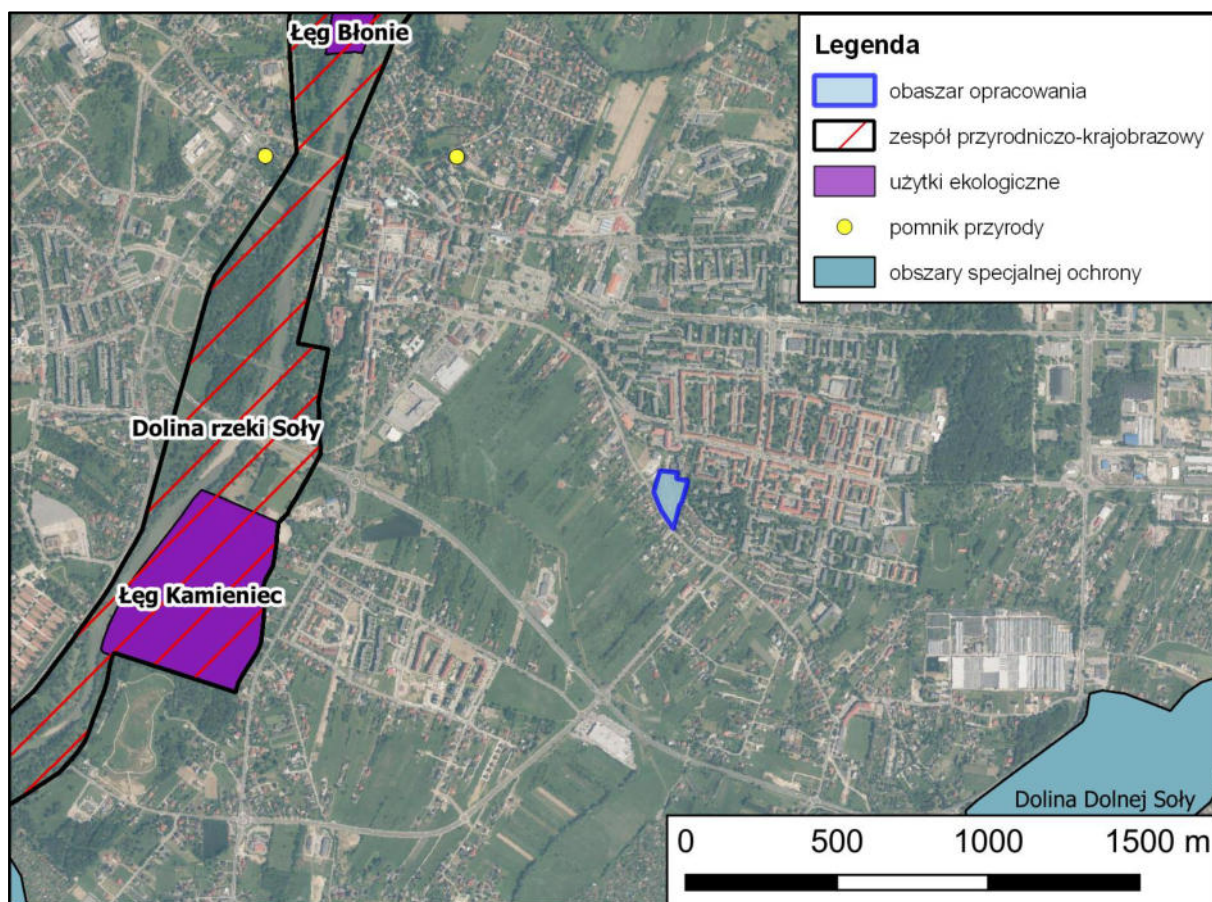 Łęg Błonie
Legenda
obaszar opracowania
zespół przyrodniczo-krajobrazowy
użytki ekologiczne
pomnik przyrody
obszary specjalnej ochrony
Dolina rzeki Soły
Łęg Kamieniec
Dolina Dolnej Soły
0 500 1000 1500 m